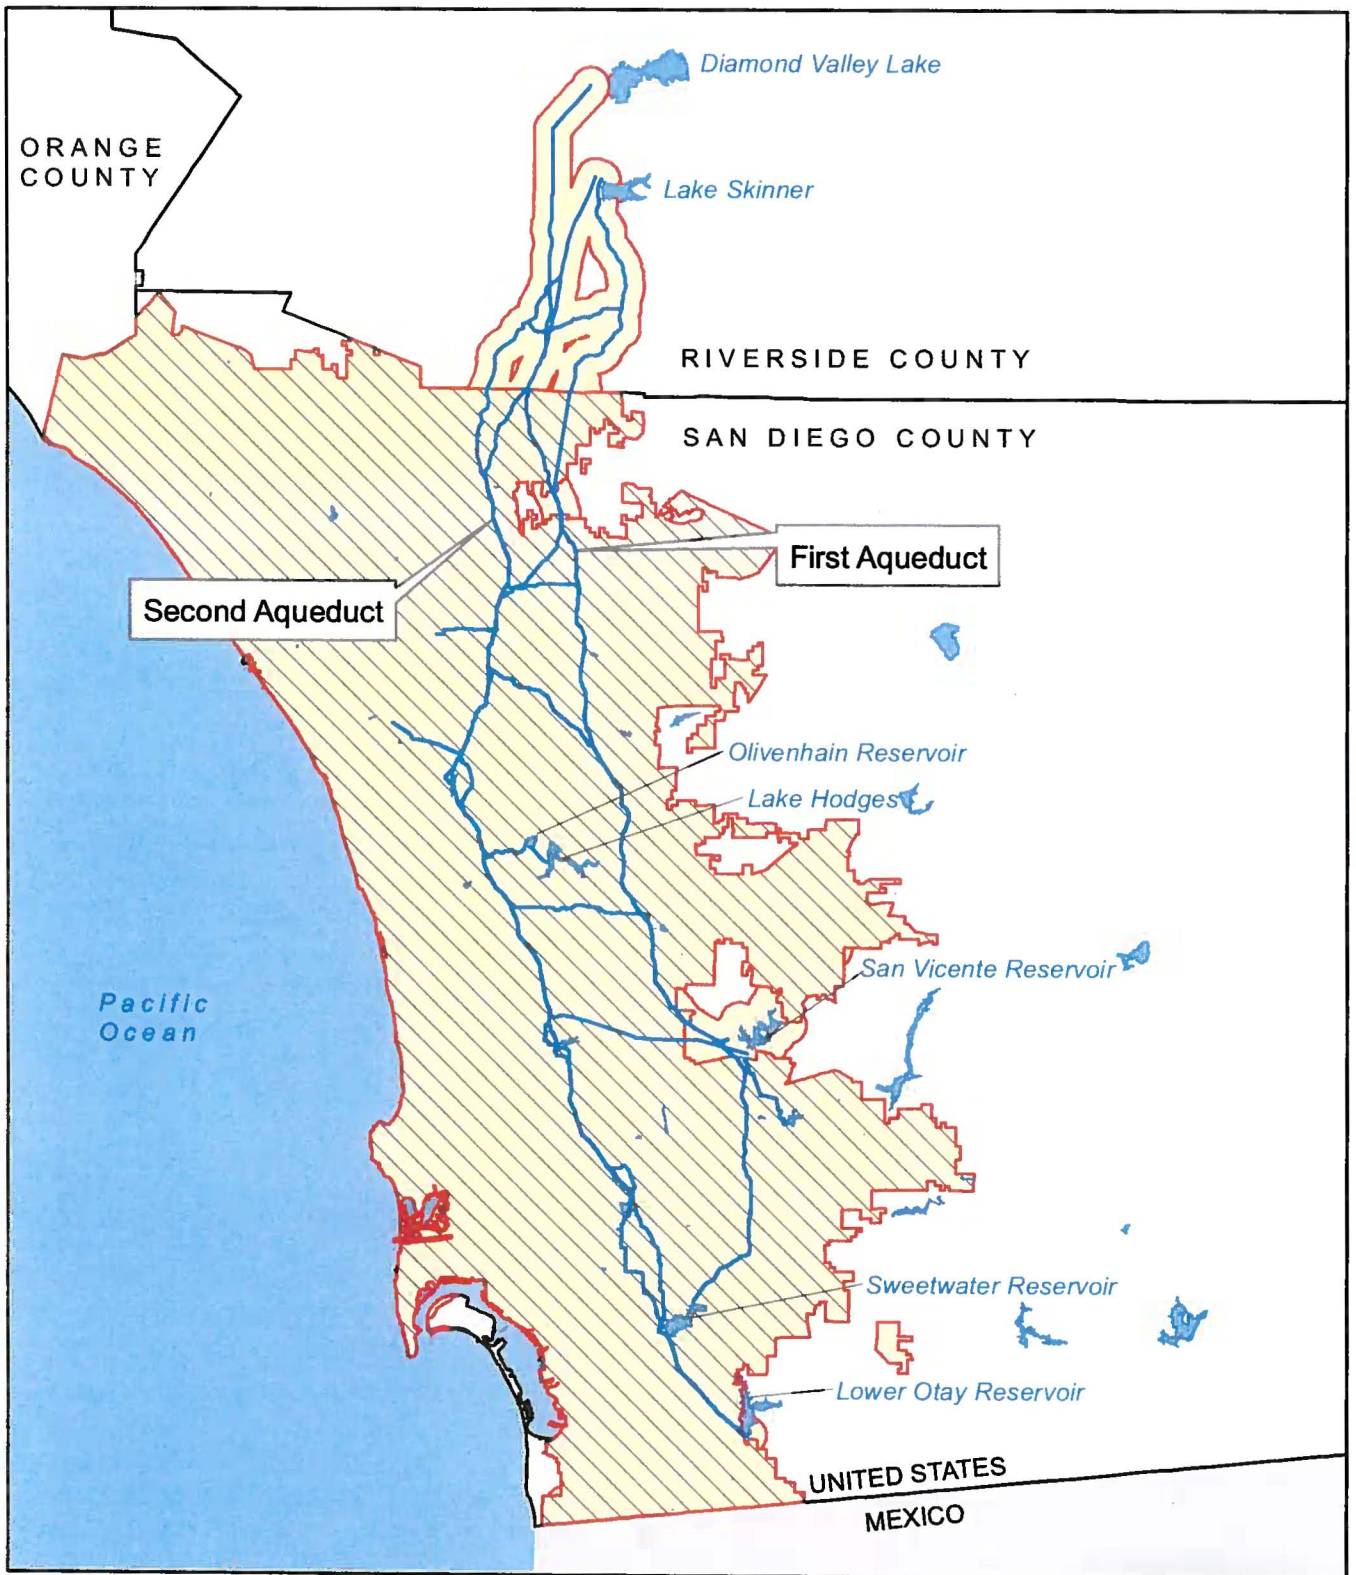 Diamond Valley Lake
ORANGE
COUNTY
Lake Skinner
RIVERSIDE COUNTY
SAN DIEGO COUNTY
First Aqueduct
Second Aqueduct
Olivenhain Reservoir
Lake Hodges
San Vicente Reservoir
Pacific
Ocean
Sweetwater Reservoir
Lower Otay Reservoir
UNITED STATES
MEXICO